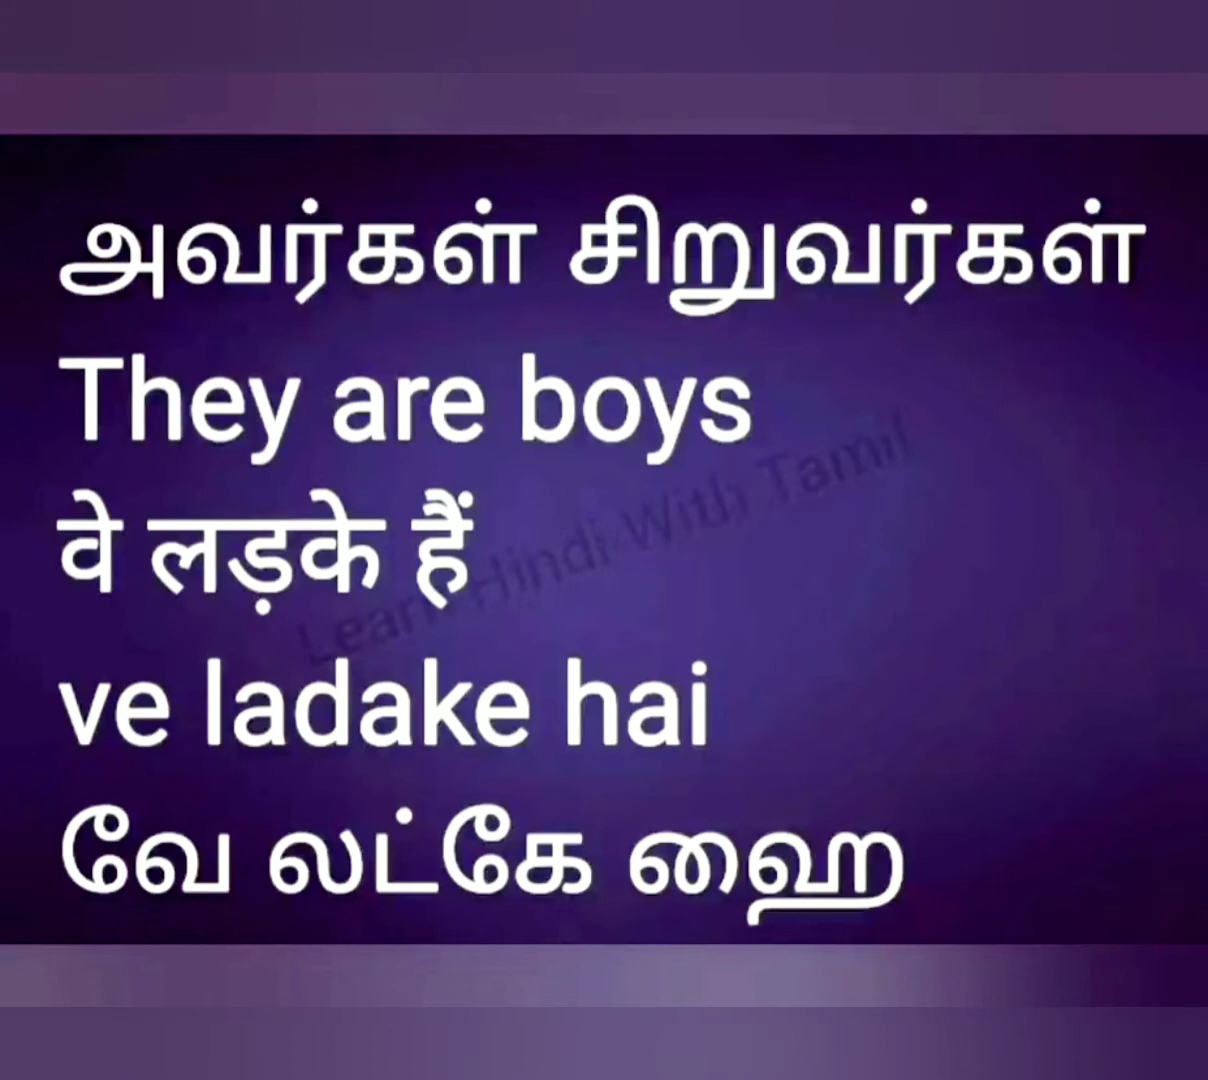 அவர்கள் சிறுவர்கள்
They are boys
वे लड़के हैं
ve ladake hai
வே லட்கே ஹை
Learn Hindi With Tamil